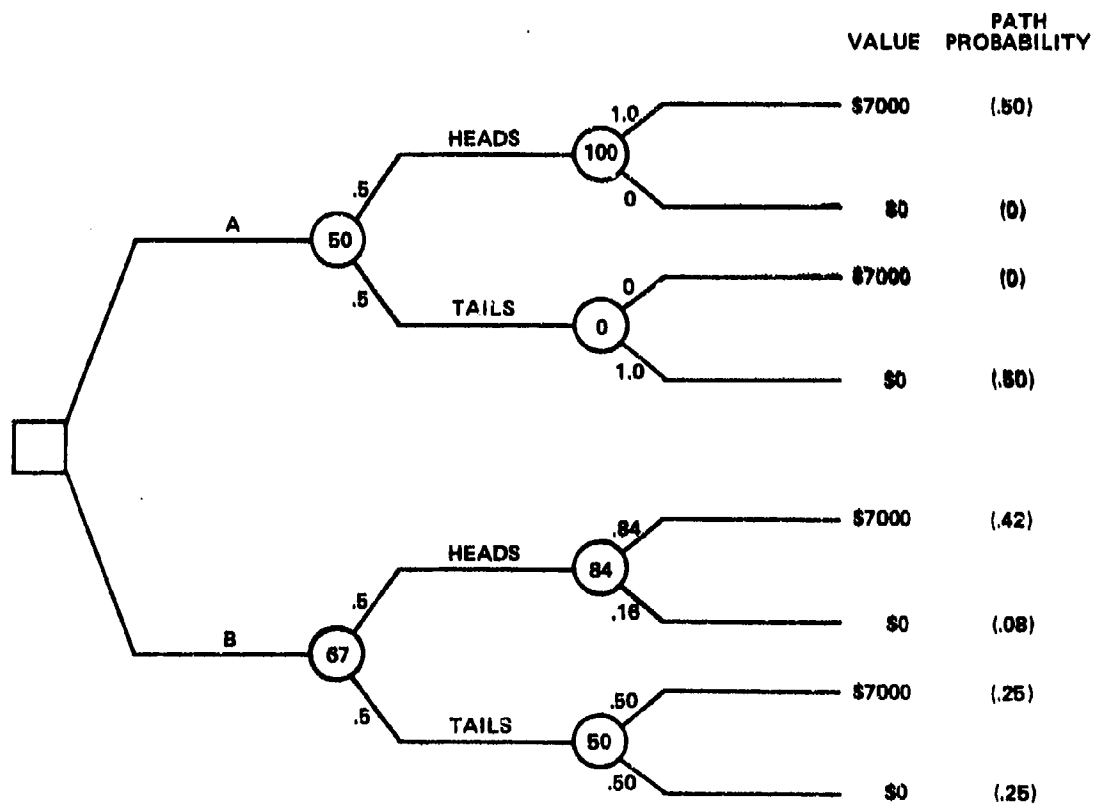 PATH
VALUE PROBABILITY
1.0 $7000 (.50)
HEADS
100
.5
0 $0 (0)
A
50
0 $7000 (0)
.5
TAILS
0
1.0 $0 (.50)
.84 $7000 (.42)
HEADS
84
.5
.16 $0 (.08)
B
67
.50 $7000 (.25)
.5
TAILS
50
.50 $0 (.25)